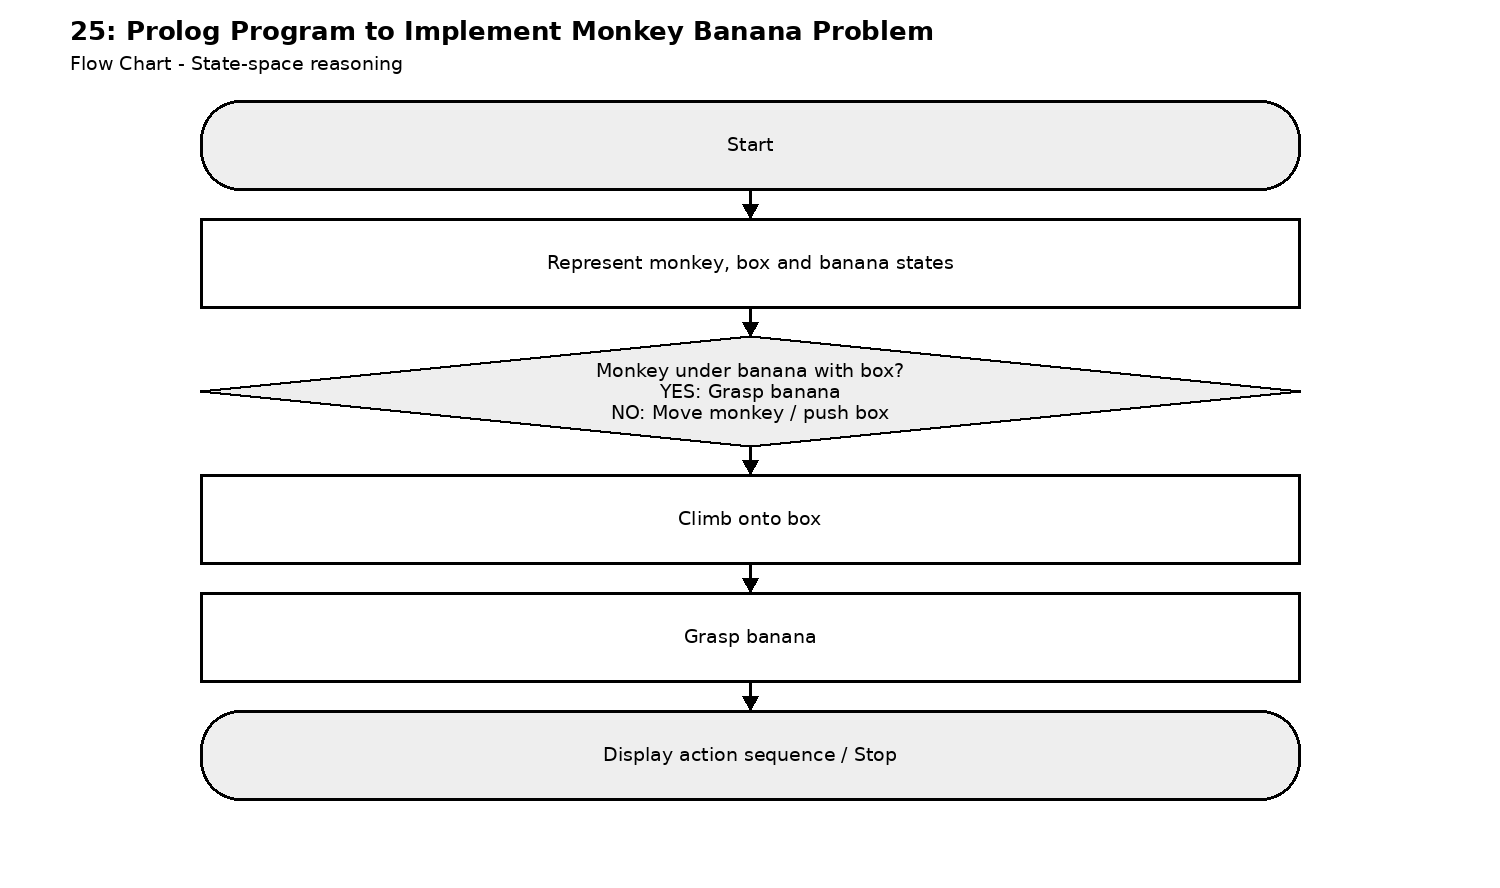 25: Prolog Program to Implement Monkey Banana Problem
Flow Chart - State-space reasoning
Start
Represent monkey, box and banana states
Monkey under banana with box?
YES: Grasp banana
NO: Move monkey / push box
Climb onto box
Grasp banana
Display action sequence / Stop